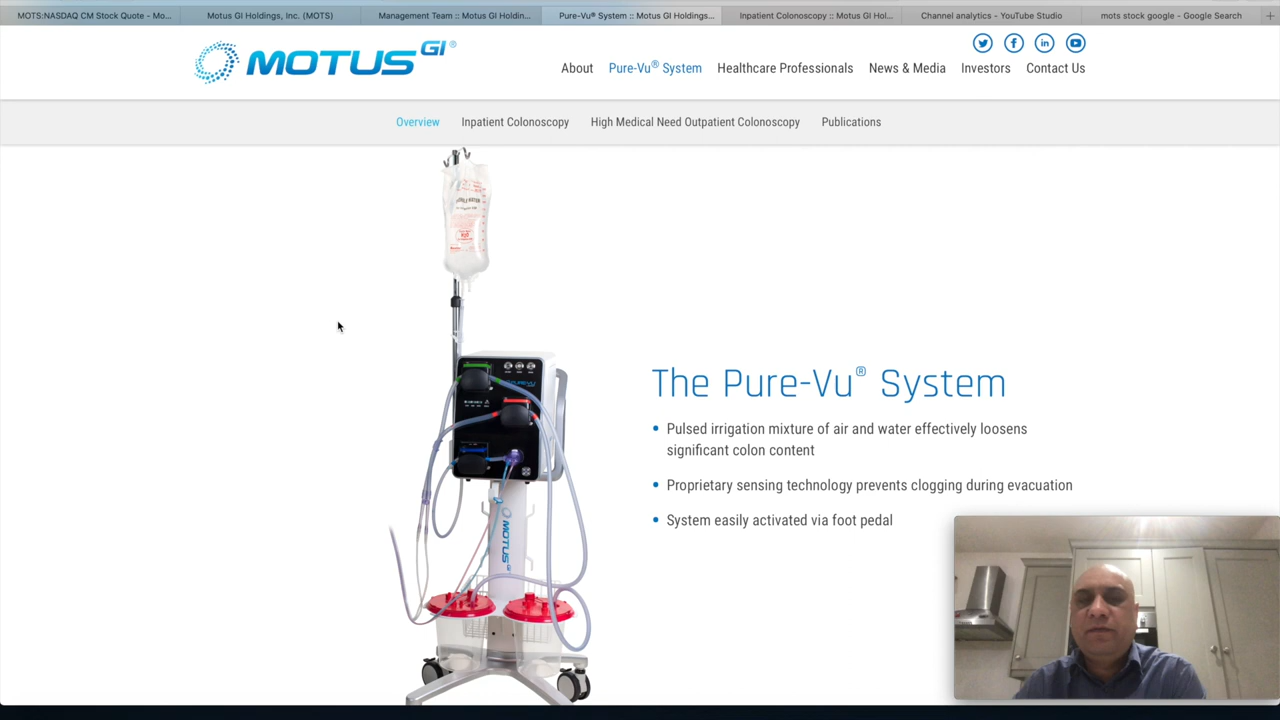 MOTS:NASDAQ CM Stock Quote - Mo...
Motus GI Holdings, Inc. (MOTS)
Management Team :: Motus GI Holdin...
Pure-Vu® System :: Motus GI Holdings...
Inpatient Colonoscopy :: Motus GI Hol...
Channel analytics - YouTube Studio
mots stock google - Google Search
MOTUS GI®
About
Pure-Vu® System
Healthcare Professionals
News & Media
Investors
Contact Us
Overview
Inpatient Colonoscopy
High Medical Need Outpatient Colonoscopy
Publications
The Pure-Vu® System
• Pulsed irrigation mixture of air and water effectively loosens
significant colon content
• Proprietary sensing technology prevents clogging during evacuation
• System easily activated via foot pedal
PURE-VU
MOTUS GI